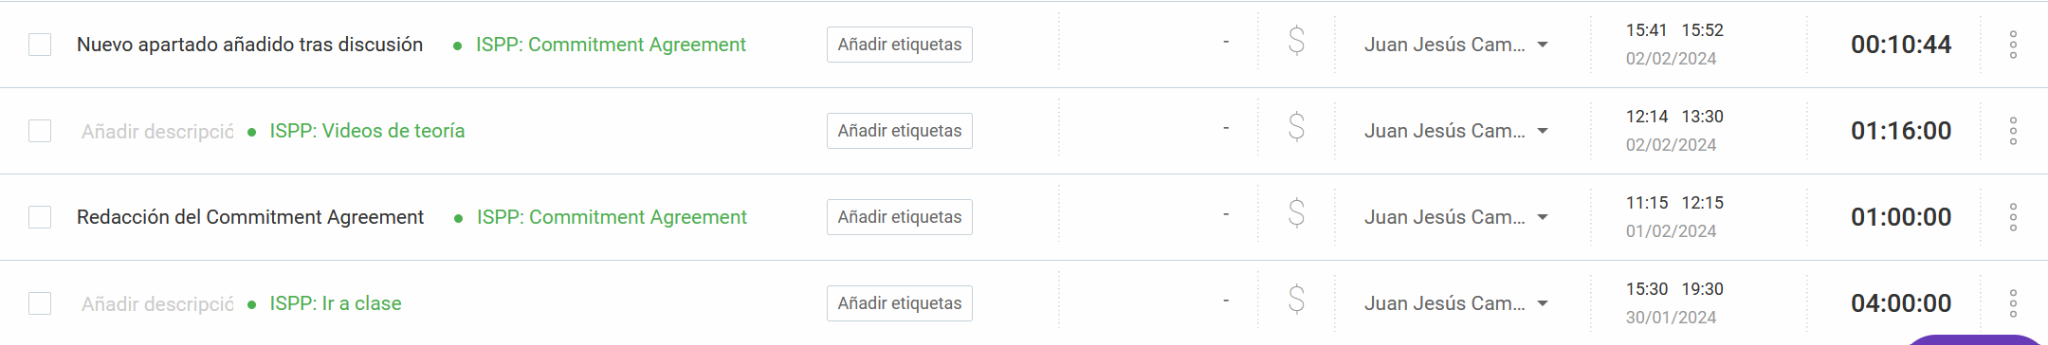 Nuevo apartado añadido tras discusión ● ISPP: Commitment Agreement Añadir etiquetas - $ Juan Jesús Cam... 15:41 15:52 00:10:44
02/02/2024
Añadir descripció ● ISPP: Videos de teoría Añadir etiquetas - $ Juan Jesús Cam... 12:14 13:30 01:16:00
02/02/2024
Redacción del Commitment Agreement ● ISPP: Commitment Agreement Añadir etiquetas - $ Juan Jesús Cam... 11:15 12:15 01:00:00
01/02/2024
Añadir descripció ● ISPP: Ir a clase Añadir etiquetas - $ Juan Jesús Cam... 15:30 19:30 04:00:00
30/01/2024